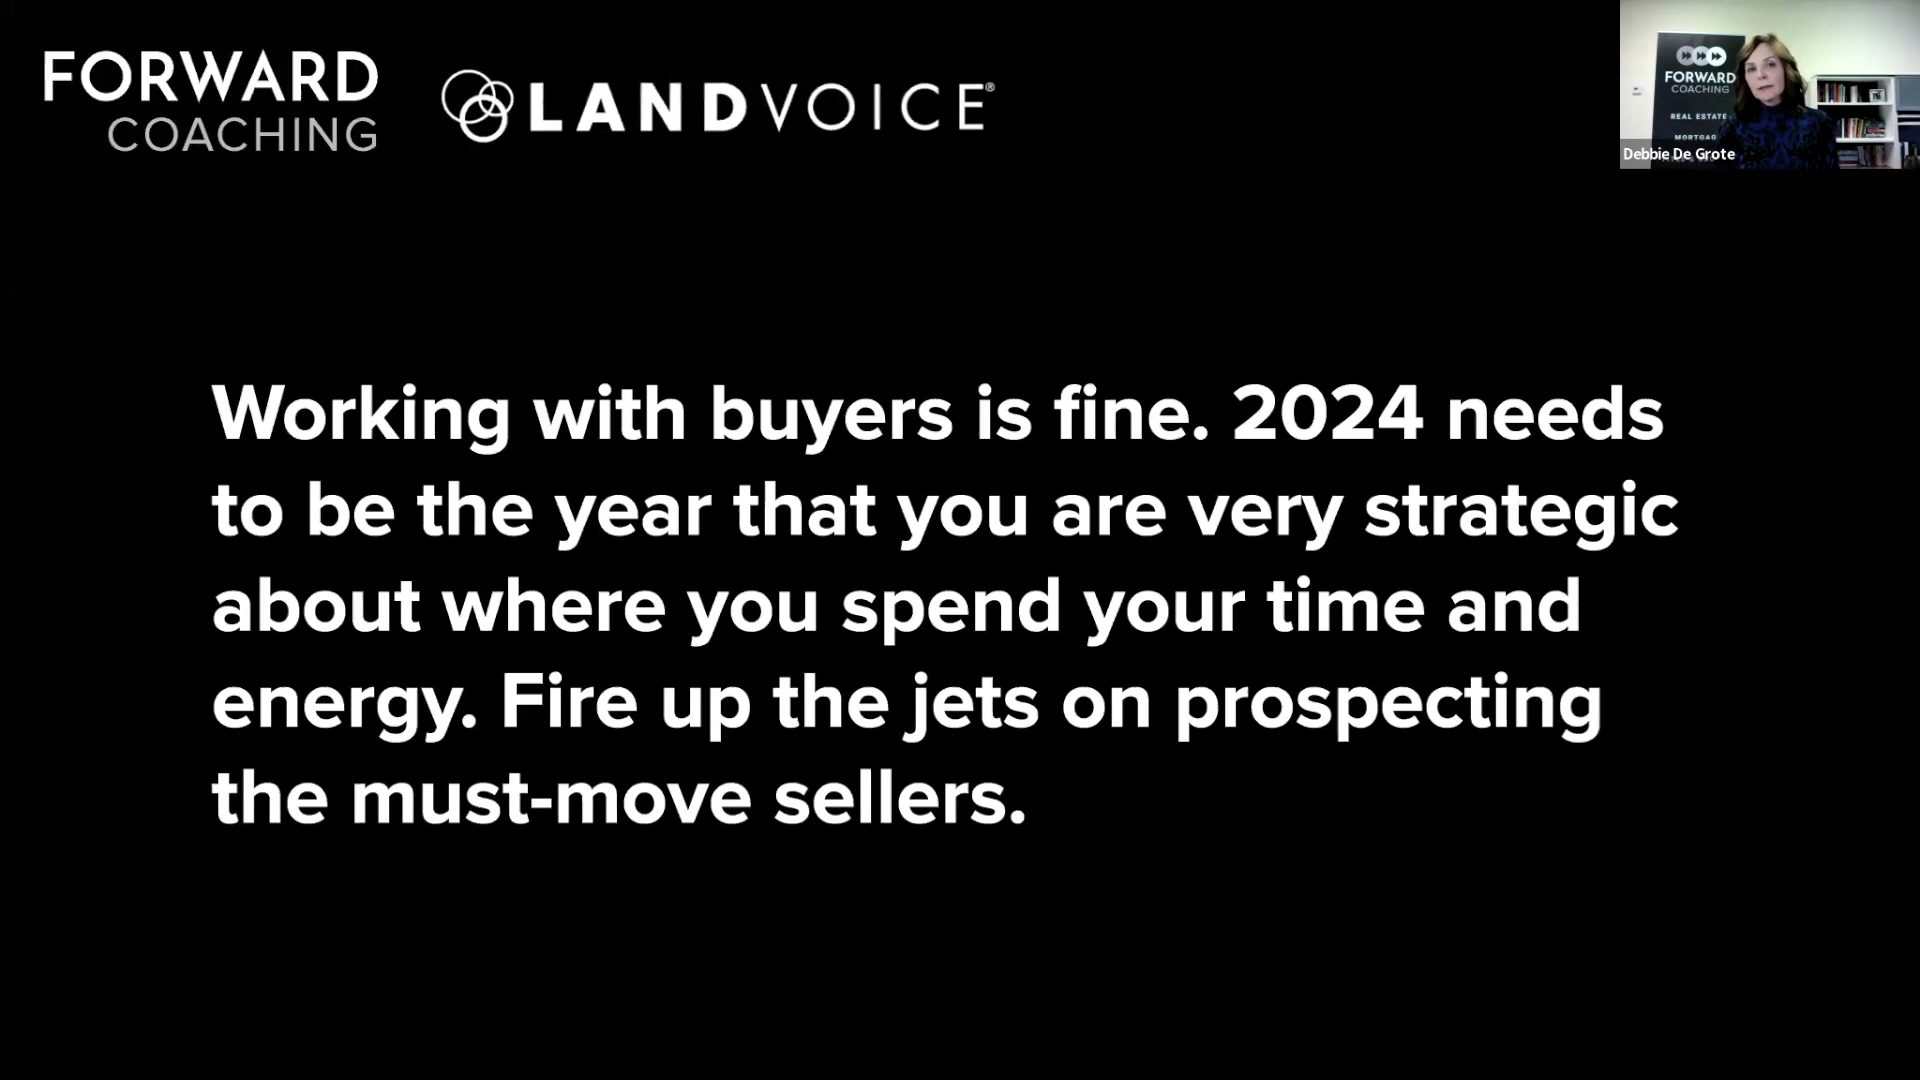 FORWARD
COACHING
LANDVOICE®
FORWARD
COACHING
REAL ESTATE
Debbie De Grote
Working with buyers is fine. 2024 needs
to be the year that you are very strategic
about where you spend your time and
energy. Fire up the jets on prospecting
the must-move sellers.